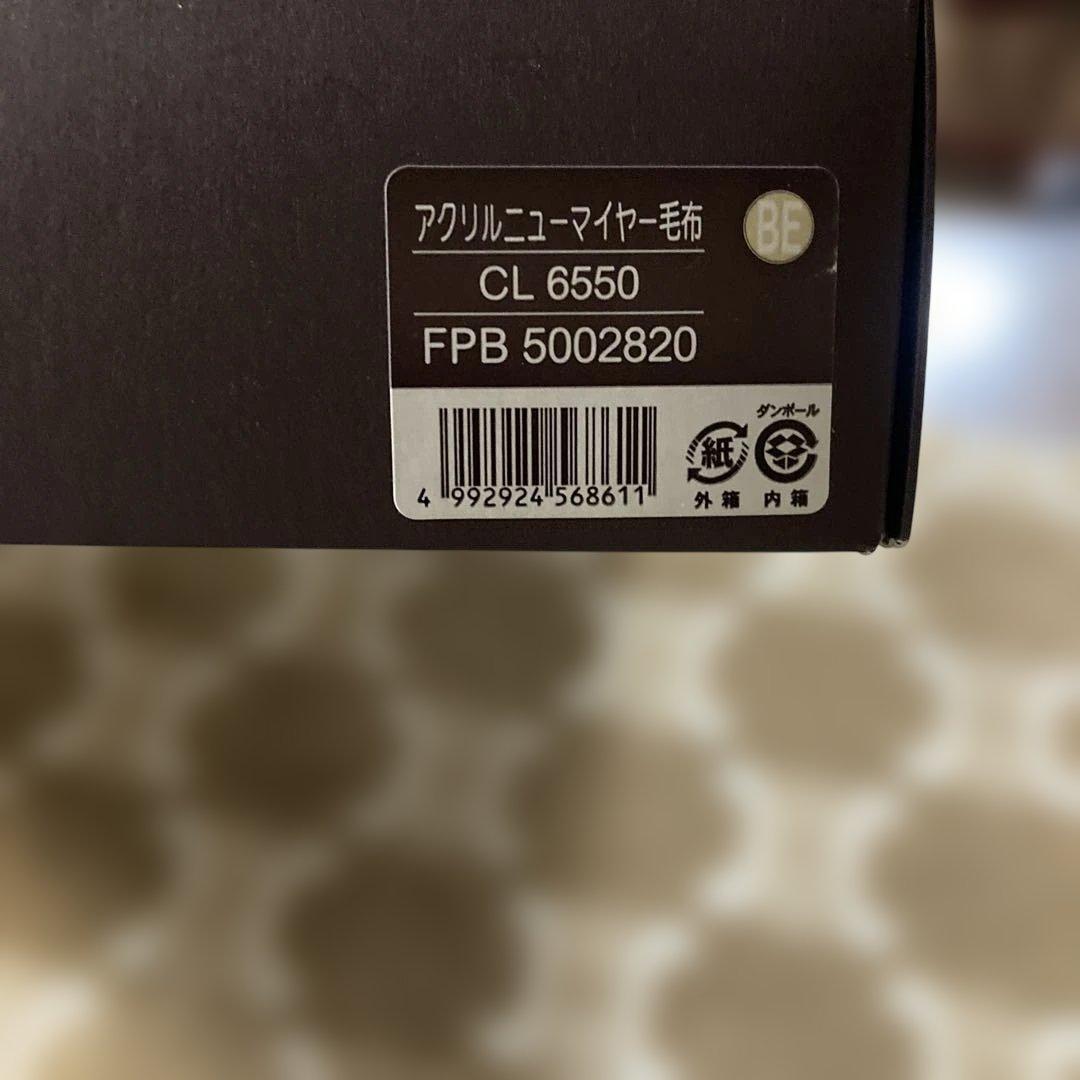 アクリルニューマイヤー毛布
BE
CL 6550
FPB 5002820
4 992924 568611
紙
外箱
ダンボール
内箱